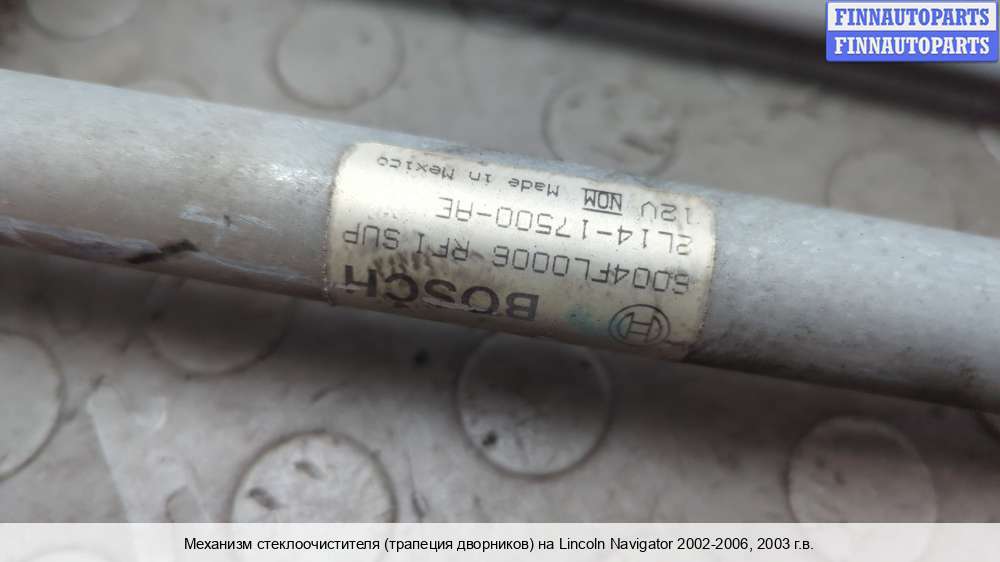 FINNAUTOPARTS
FINNAUTOPARTS
BOSCH
6004FL0006 RFI SUP
2L14-17500-AE
12V NOM Made in Mexico
Механизм стеклоочистителя (трапеция дворников) на Lincoln Navigator 2002-2006, 2003 г.в.